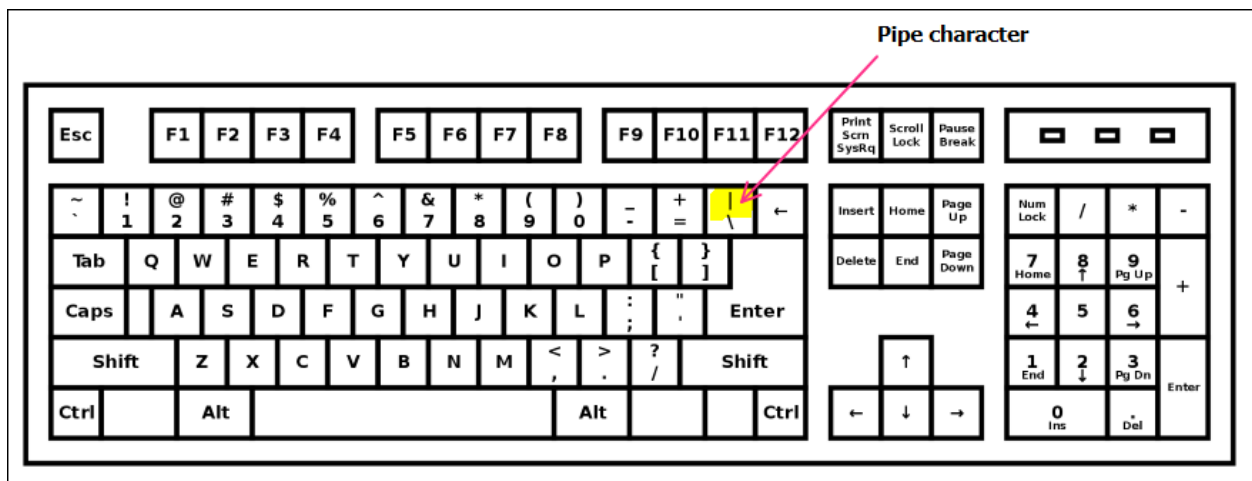 Pipe character
Esc F1 F2 F3 F4 F5 F6 F7 F8 F9 F10 F11 F12 Print Scrn SysRq Scroll Lock Pause Break
~ ` ! 1 @ 2 # 3 $ 4 % 5 ^ 6 & 7 * 8 ( 9 ) 0 _ - + = | \ ← Insert Home Page Up Num Lock / * -
Tab Q W E R T Y U I O P { [ } ] Delete End Page Down 7 Home 8 ↑ 9 Pg Up +
Caps A S D F G H J K L : ; " ' Enter 4 ← 5 6 →
Shift Z X C V B N M < , > . ? / Shift ↑ 1 End 2 ↓ 3 Pg Dn Enter
Ctrl Alt Alt Ctrl ← ↓ → 0 Ins . Del